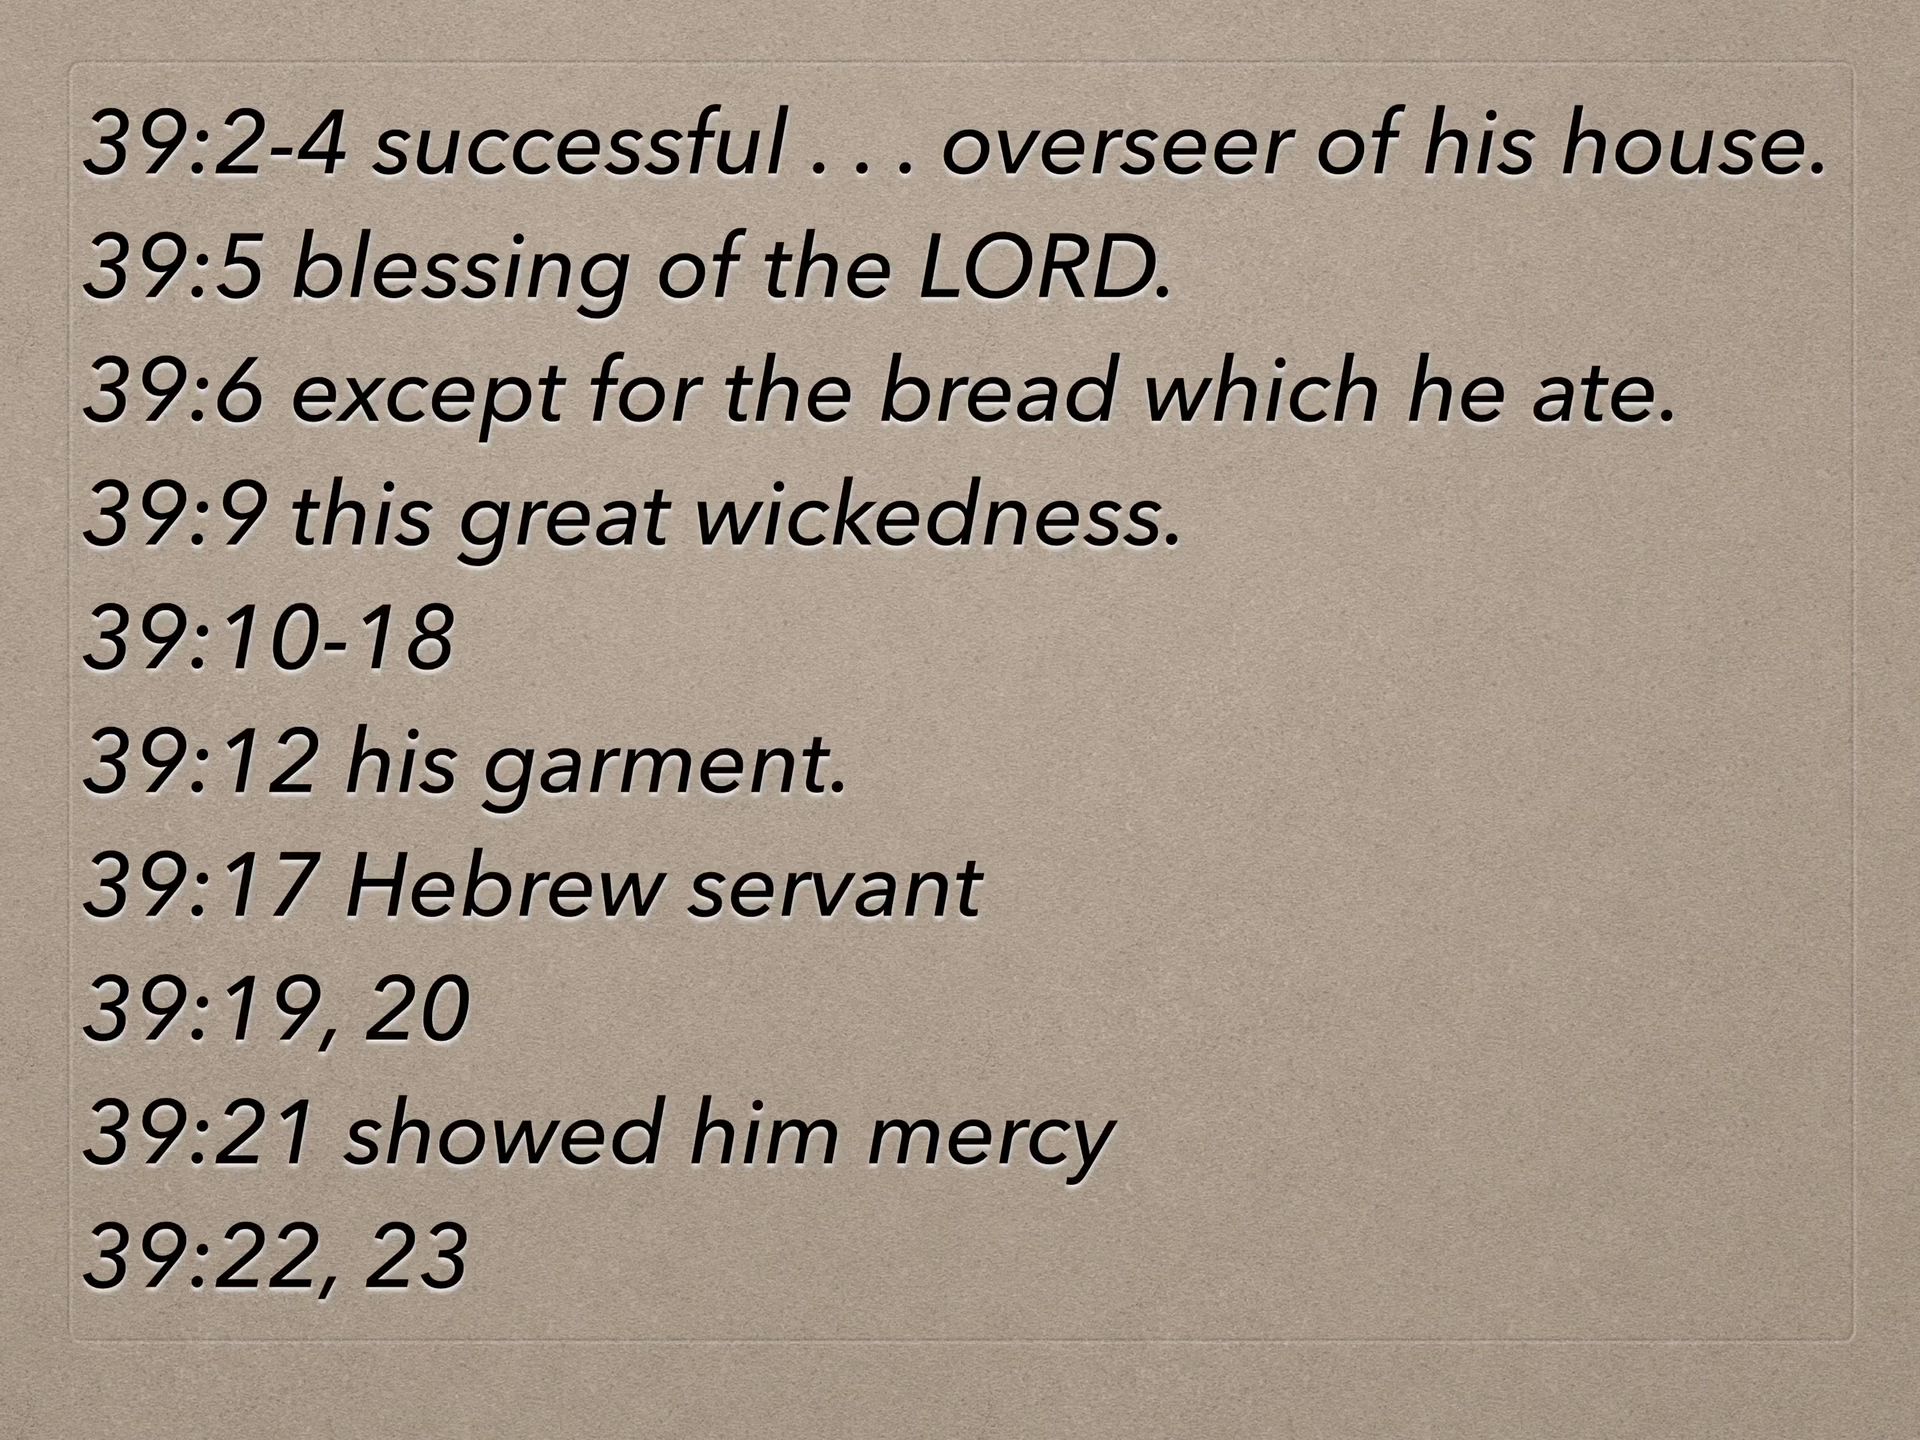 39:2-4 successful . . . overseer of his house.
39:5 blessing of the LORD.
39:6 except for the bread which he ate.
39:9 this great wickedness.
39:10-18
39:12 his garment.
39:17 Hebrew servant
39:19, 20
39:21 showed him mercy
39:22, 23